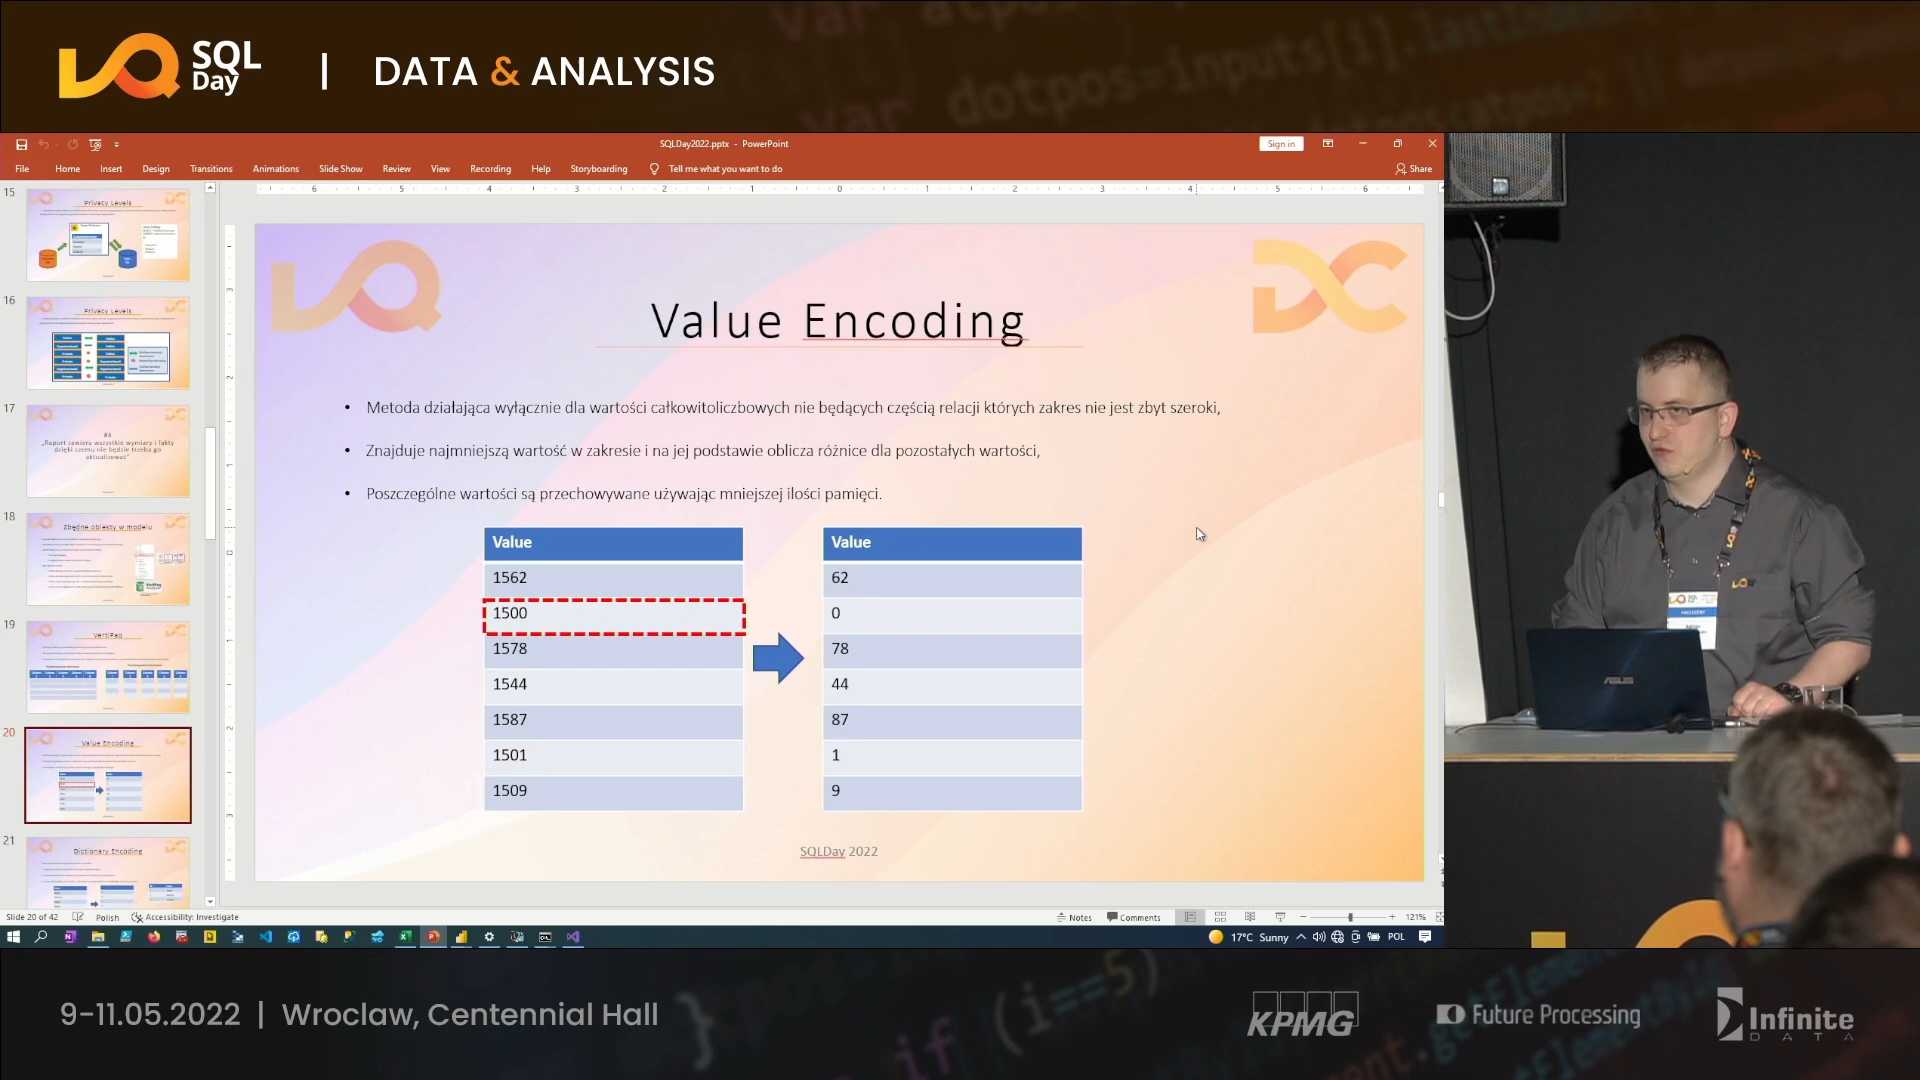 SQL
Day
| DATA & ANALYSIS
SQLDay2022.pptx - PowerPoint
Sign in
File Home Insert Design Transitions Animations Slide Show Review View Recording Help Storyboarding Tell me what you want to do
Share
15
Privacy Levels
16
Privacy Levels
17
#4
„Raport zawiera wszystkie wymiary i fakty
dzięki czemu nie będzie trzeba go
aktualizować”
18
Zbędne obiekty w modelu
19
VertiPaq
20
Value Encoding
21
Dictionary Encoding
Value Encoding
• Metoda działająca wyłącznie dla wartości całkowitoliczbowych nie będących częścią relacji których zakres nie jest zbyt szeroki,
• Znajduje najmniejszą wartość w zakresie i na jej podstawie oblicza różnice dla pozostałych wartości,
• Poszczególne wartości są przechowywane używając mniejszej ilości pamięci.
Value Value
1562 62
1500 0
1578 78
1544 44
1587 87
1501 1
1509 9
SQLDay 2022
Slide 20 of 42 Polish Accessibility: Investigate
Notes Comments 121%
17°C Sunny POL
ASUS
9-11.05.2022 | Wroclaw, Centennial Hall
KPMG
Future Processing
Infinite
DATA